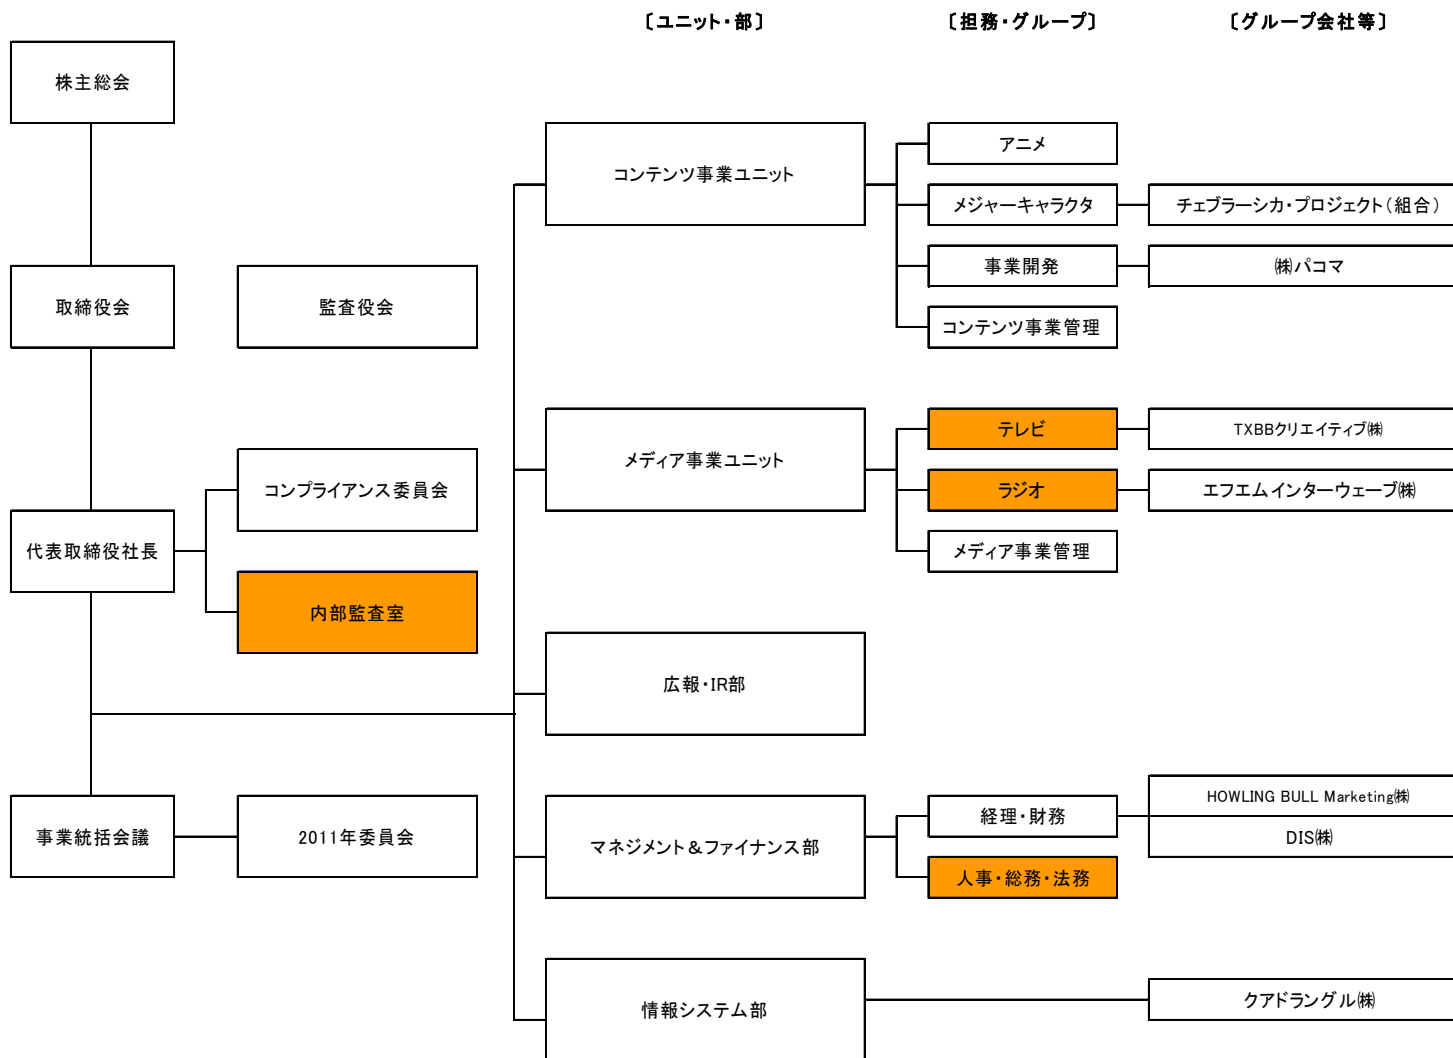 〔ユニット・部〕
〔担務・グループ〕
〔グループ会社等〕
株主総会
コンテンツ事業ユニット
アニメ
メジャーキャラクタ
チェブラーシカ・プロジェクト（組合）
事業開発
㈱パコマ
コンテンツ事業管理
取締役会
監査役会
メディア事業ユニット
テレビ
TXBBクリエイティブ㈱
ラジオ
エフエムインターウェーブ㈱
メディア事業管理
コンプライアンス委員会
代表取締役社長
内部監査室
広報・IR部
事業統括会議
2011年委員会
マネジメント＆ファイナンス部
経理・財務
HOWLING BULL Marketing㈱
DIS㈱
人事・総務・法務
情報システム部
クアドラングル㈱